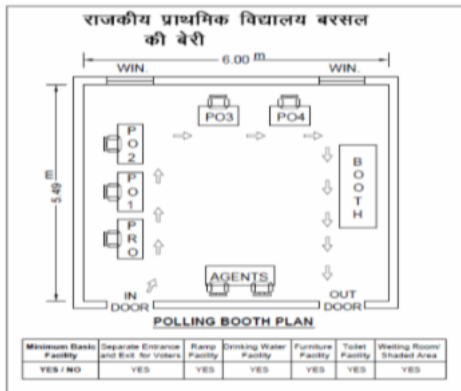 राजकीय प्राथमिक विद्यालय बरसल
की बेरी
6.00 m
WIN.
WIN.
PO3
PO4
PO2
PO1
PRO
5.49 m
BOOTH
AGENTS
IN DOOR
OUT DOOR
POLLING BOOTH PLAN
Minimum Basic Facility
Separate Entrance and Exit for Voters
Ramp Facility
Drinking Water Facility
Furniture Facility
Toilet Facility
Waiting Room/ Shaded Area
YES / NO
YES
YES
YES
YES
YES
YES